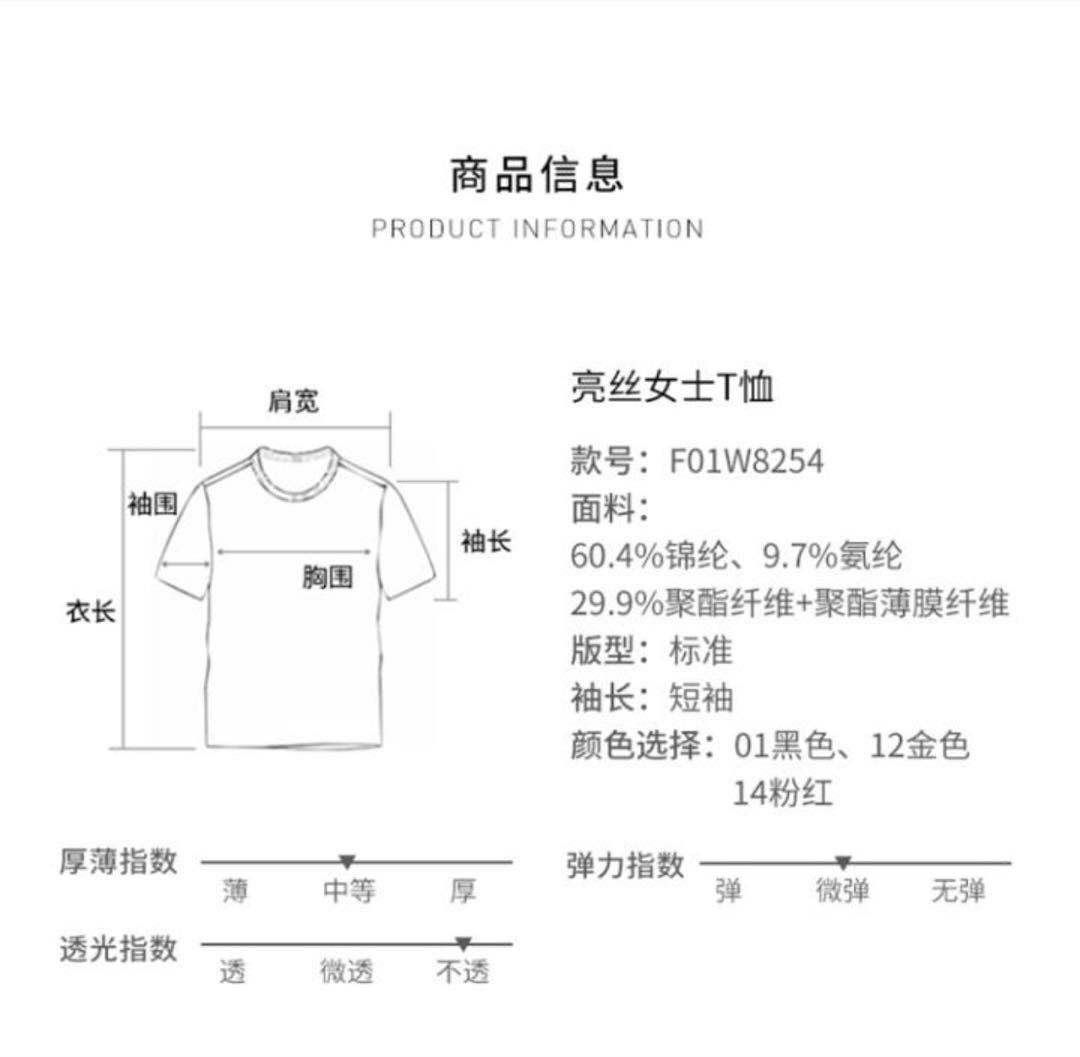 商品信息
PRODUCT INFORMATION
肩宽
袖围
袖长
胸围
衣长
亮丝女士T恤
款号：F01W8254
面料：
60.4%锦纶、9.7%氨纶
29.9%聚酯纤维+聚酯薄膜纤维
版型：标准
袖长：短袖
颜色选择：01黑色、12金色
14粉红
厚薄指数
薄 中等 厚
弹力指数
弹 微弹 无弹
透光指数
透 微透 不透